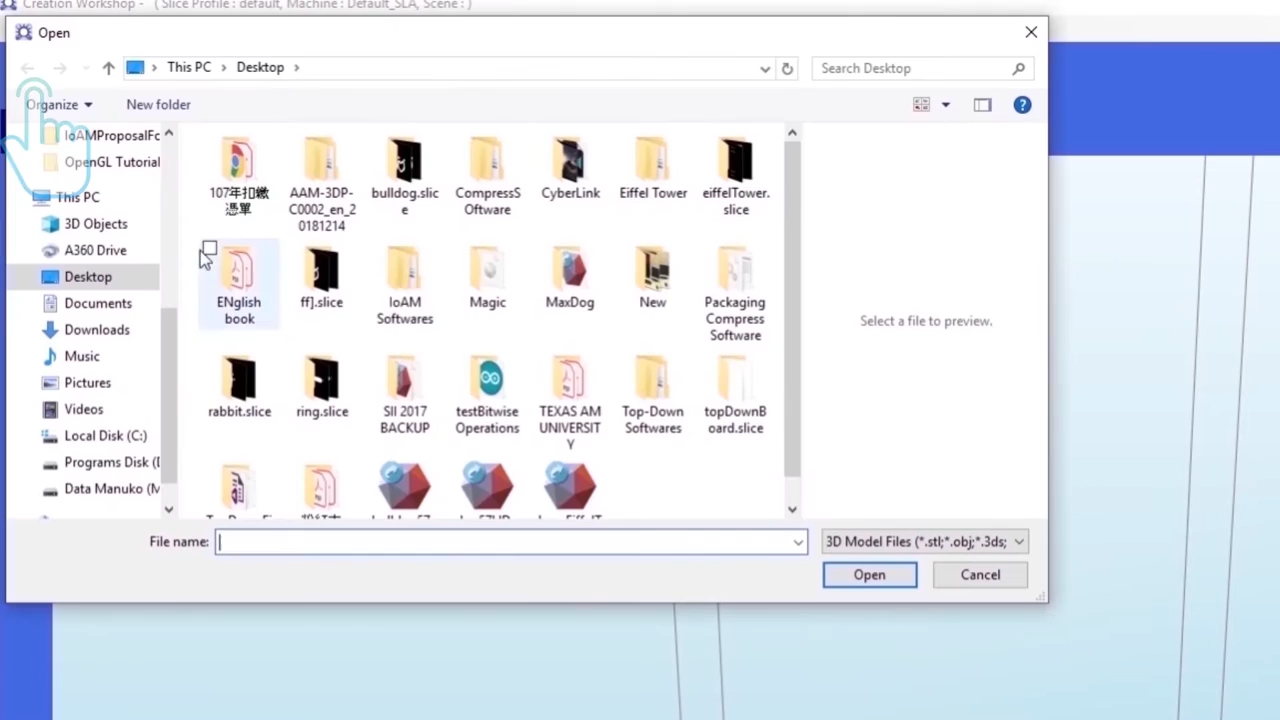 Creation Workshop -   ( Slice Profile : default, Machine : Default_SLA, Scene : )
Open
This PC
Desktop
Search Desktop
Organize
New folder
IoAMProposalFc
OpenGL Tutorial
This PC
3D Objects
A360 Drive
Desktop
Documents
Downloads
Music
Pictures
Videos
Local Disk (C:)
Programs Disk (D
Data Manuko (M
107年扣繳
憑單
AAM-3DP-
C0002_en_2
0181214
bulldog.slic
e
CompressS
Oftware
CyberLink
Eiffel Tower
eiffelTower.
slice
ENglish
book
ff].slice
IoAM
Softwares
Magic
MaxDog
New
Packaging
Compress
Software
rabbit.slice
ring.slice
SII 2017
BACKUP
testBitwise
Operations
TEXAS AM
UNIVERSIT
Y
Top-Down
Softwares
topDownB
oard.slice
Select a file to preview.
File name:
3D Model Files (*.stl;*.obj;*.3ds;
Open
Cancel